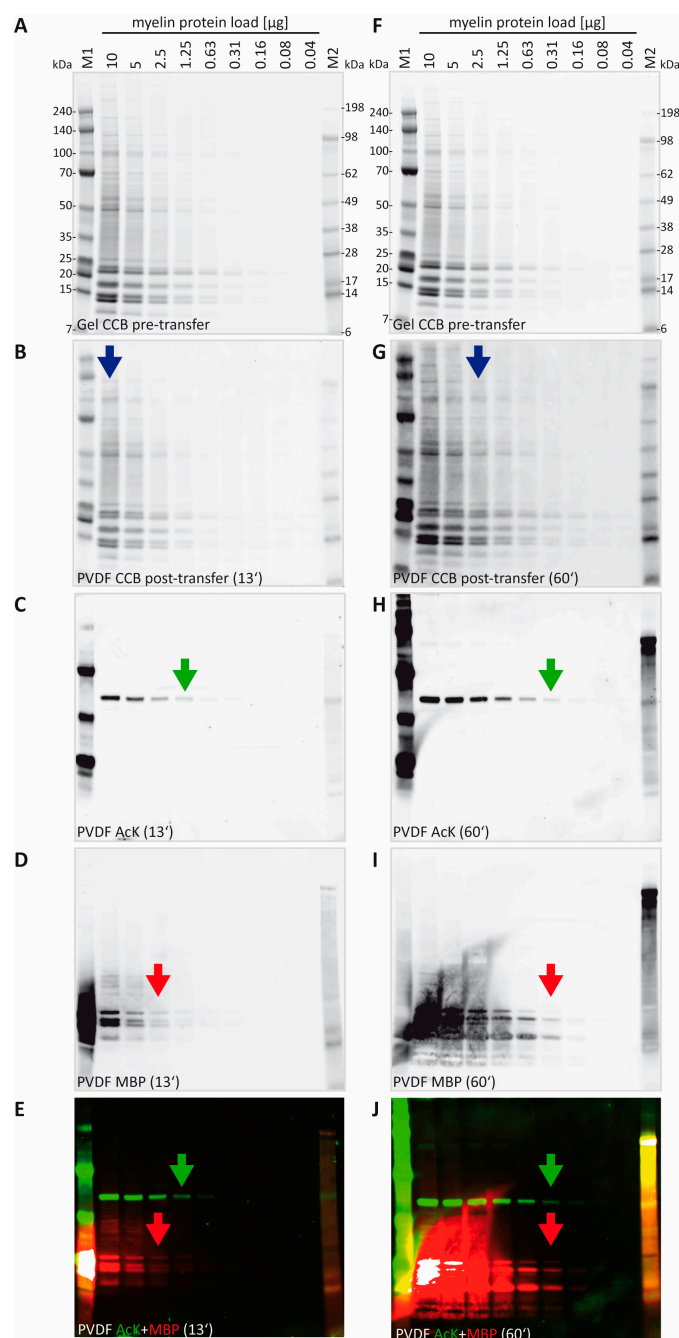 A
myelin protein load [µg]
kDa M1 10 5 2.5 1.25 0.63 0.31 0.16 0.08 0.04 M2 kDa
240-
140-
100-
70-
50-
35-
25-
20-
15-
7-
-198
-98
-62
-49
-38
-28
-17
-14
-6
Gel CCB pre-transfer
B
PVDF CCB post-transfer (13‘)
C
PVDF AcK (13‘)
D
PVDF MBP (13‘)
E
PVDF AcK+MBP (13‘)
F
myelin protein load [µg]
kDa M1 10 5 2.5 1.25 0.63 0.31 0.16 0.08 0.04 M2 kDa
240-
140-
100-
70-
50-
35-
25-
20-
15-
7-
-198
-98
-62
-49
-38
-28
-17
-14
-6
Gel CCB pre-transfer
G
PVDF CCB post-transfer (60‘)
H
PVDF AcK (60‘)
I
PVDF MBP (60‘)
J
PVDF AcK+MBP (60‘)